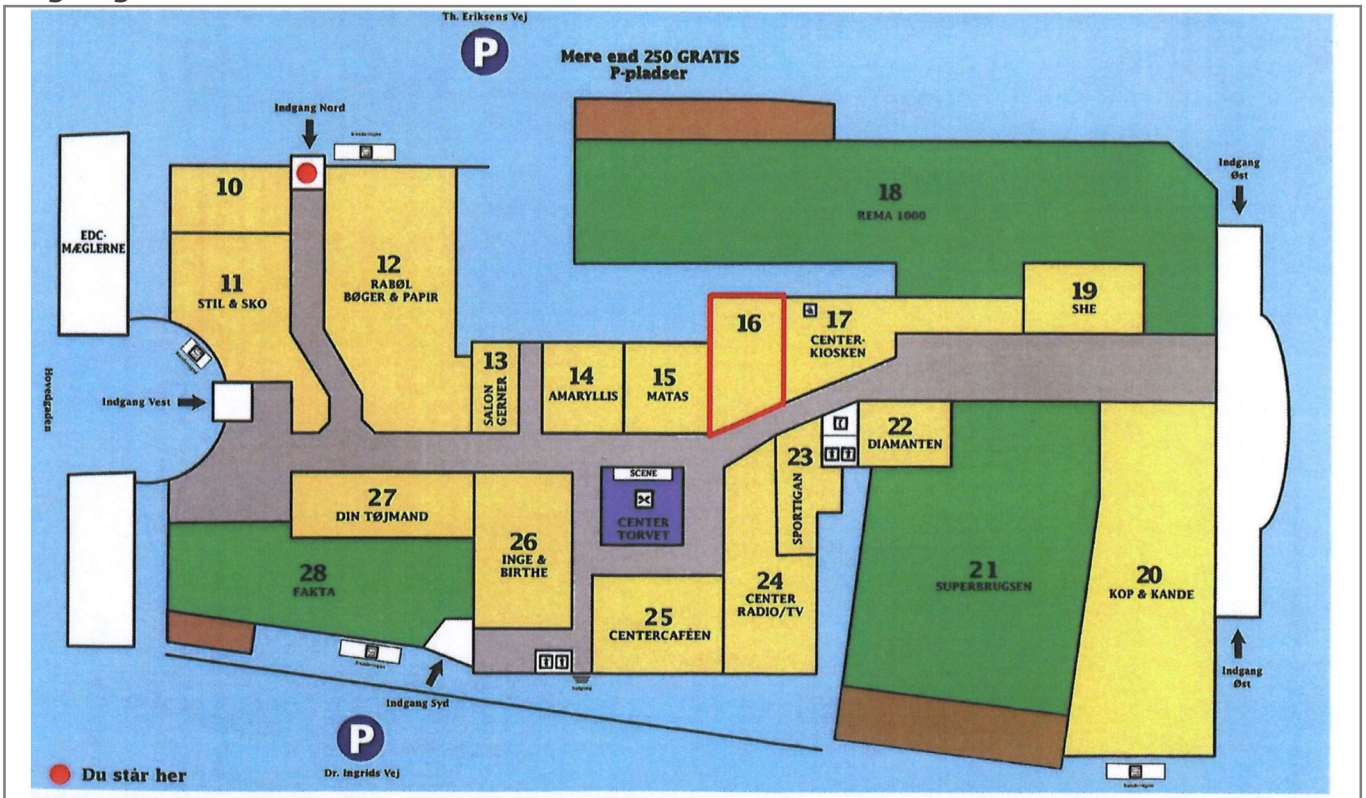 Th. Eriksens Vej
P
Mere end 250 GRATIS
P-pladser
Indgang Nord
Indgang
Øst
EDC-
MÆGLERNE
10
11
STIL & SKO
12
RABØL
BØGER & PAPIR
18
REMA 1000
19
SHE
13
SALON
GERNER
14
AMARYLLIS
15
MATAS
16
17
CENTER-
KIOSKEN
Hovedgaden
Indgang Vest
22
DIAMANTEN
23
SPORTIGAN
SCENE
CENTER
TORVET
27
DIN TØJMAND
26
INGE &
BIRTHE
28
FAKTA
25
CENTERCAFÉEN
24
CENTER
RADIO/TV
21
SUPERBRUGSEN
20
KOP & KANDE
Indgang Syd
Indgang
Øst
P
Dr. Ingrids Vej
Du står her